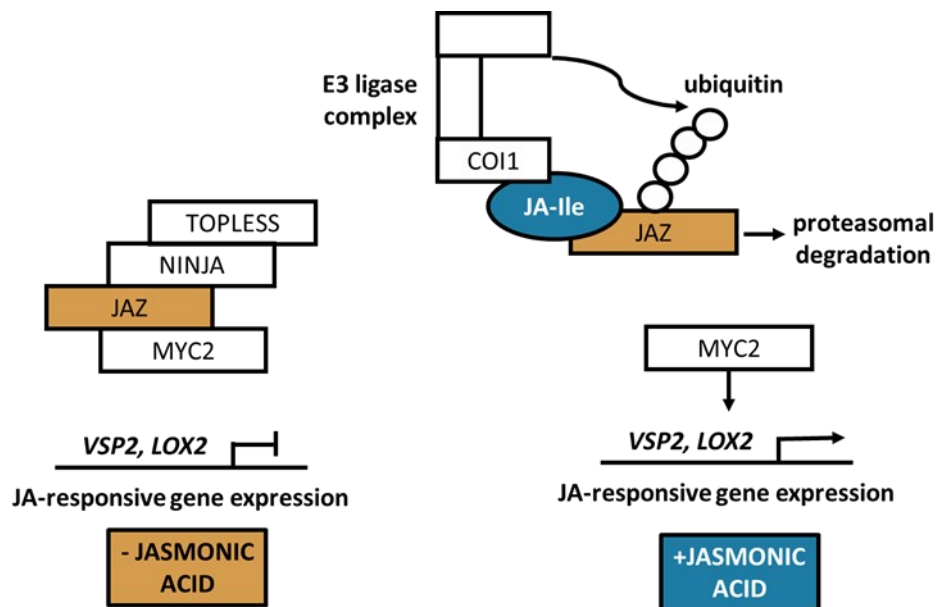 E3 ligase
complex
ubiquitin
COI1
JA-Ile
JAZ
proteasomal
degradation
TOPLESS
NINJA
JAZ
MYC2
MYC2
VSP2, LOX2
JA-responsive gene expression
- JASMONIC
ACID
VSP2, LOX2
JA-responsive gene expression
+JASMONIC
ACID